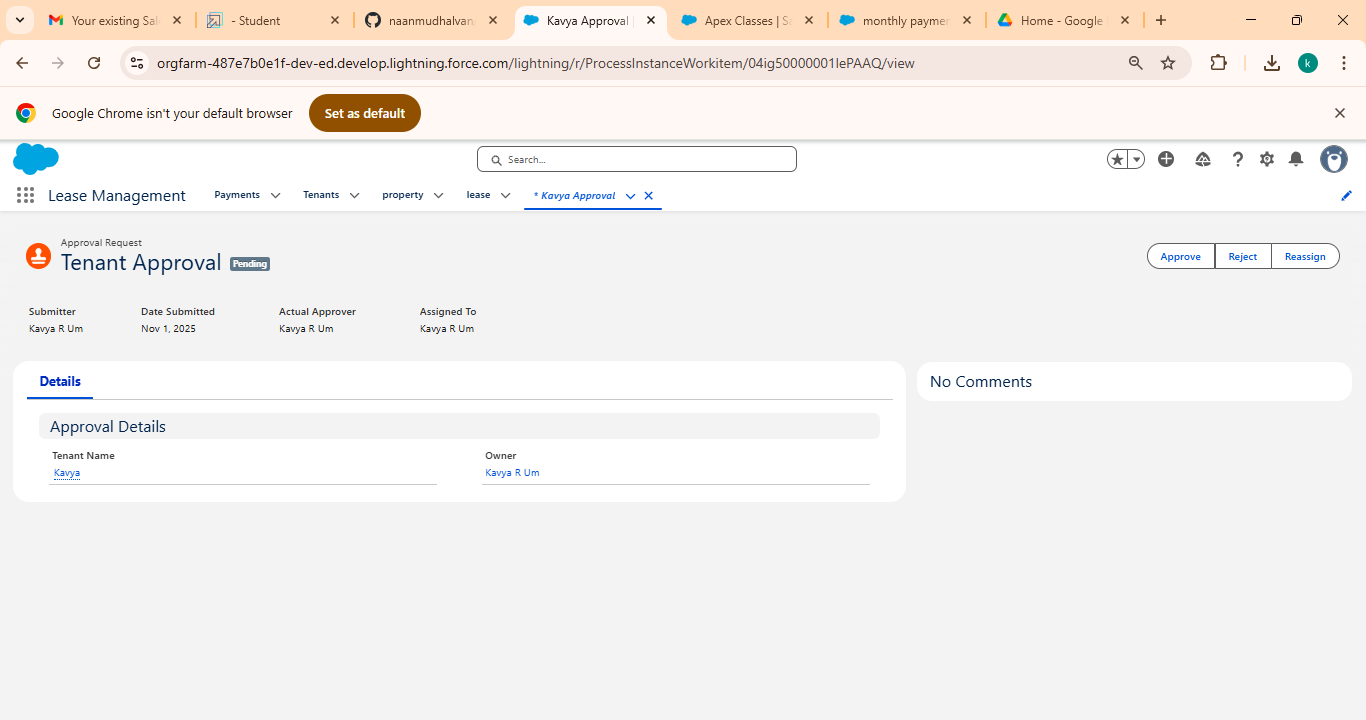 Your existing Sal
- Student
naanmudhalvan
Kavya Approval |
Apex Classes | Sa
monthly paymen
Home - Google
orgfarm-487e7b0e1f-dev-ed.develop.lightning.force.com/lightning/r/ProcessInstanceWorkitem/04ig50000001IePAAQ/view
k
Google Chrome isn't your default browser
Set as default
Search...
Lease Management
Payments
Tenants
property
lease
* Kavya Approval
Approval Request
Tenant Approval
Pending
Approve
Reject
Reassign
Submitter
Date Submitted
Actual Approver
Assigned To
Kavya R Um
Nov 1, 2025
Kavya R Um
Kavya R Um
Details
No Comments
Approval Details
Tenant Name
Owner
Kavya
Kavya R Um